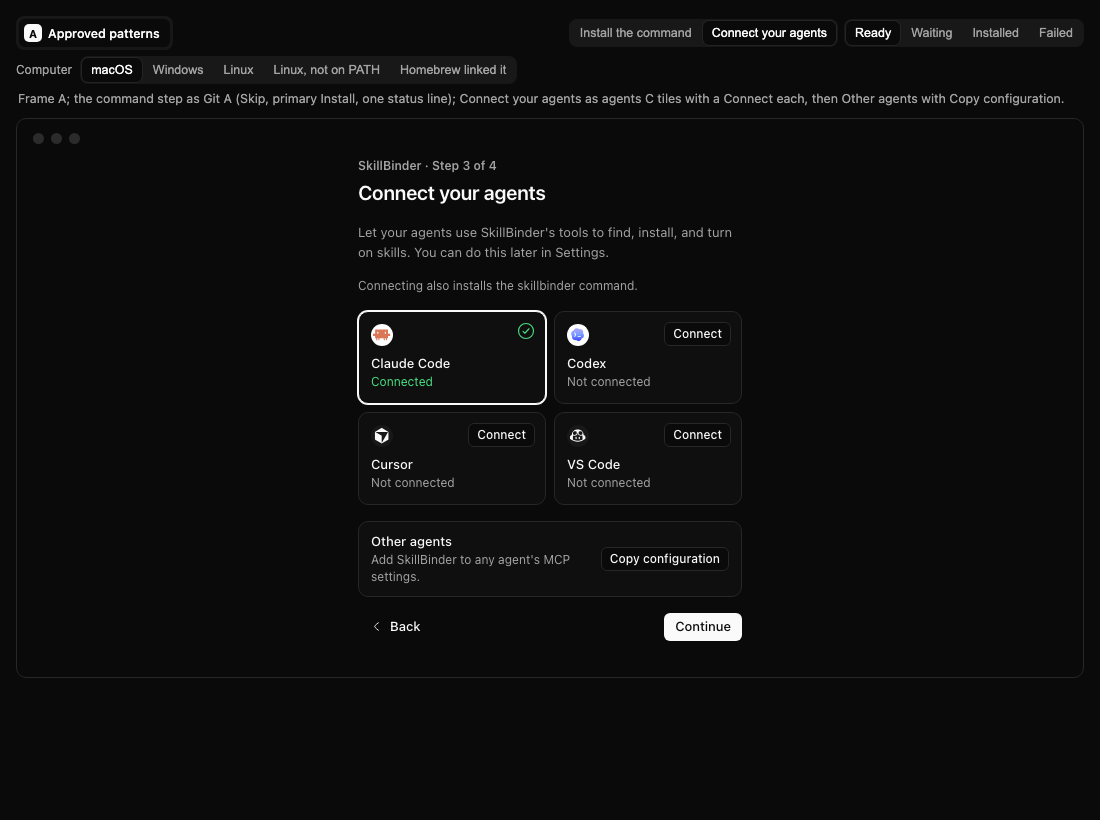 A Approved patterns
Install the command Connect your agents Ready Waiting Installed Failed
Computer macOS Windows Linux Linux, not on PATH Homebrew linked it
Frame A; the command step as Git A (Skip, primary Install, one status line); Connect your agents as agents C tiles with a Connect each, then Other agents with Copy configuration.
SkillBinder · Step 3 of 4
Connect your agents
Let your agents use SkillBinder's tools to find, install, and turn
on skills. You can do this later in Settings.
Connecting also installs the skillbinder command.
Claude Code
Connected
Connect
Codex
Not connected
Connect
Cursor
Not connected
Connect
VS Code
Not connected
Other agents
Add SkillBinder to any agent's MCP
settings.
Copy configuration
Back
Continue